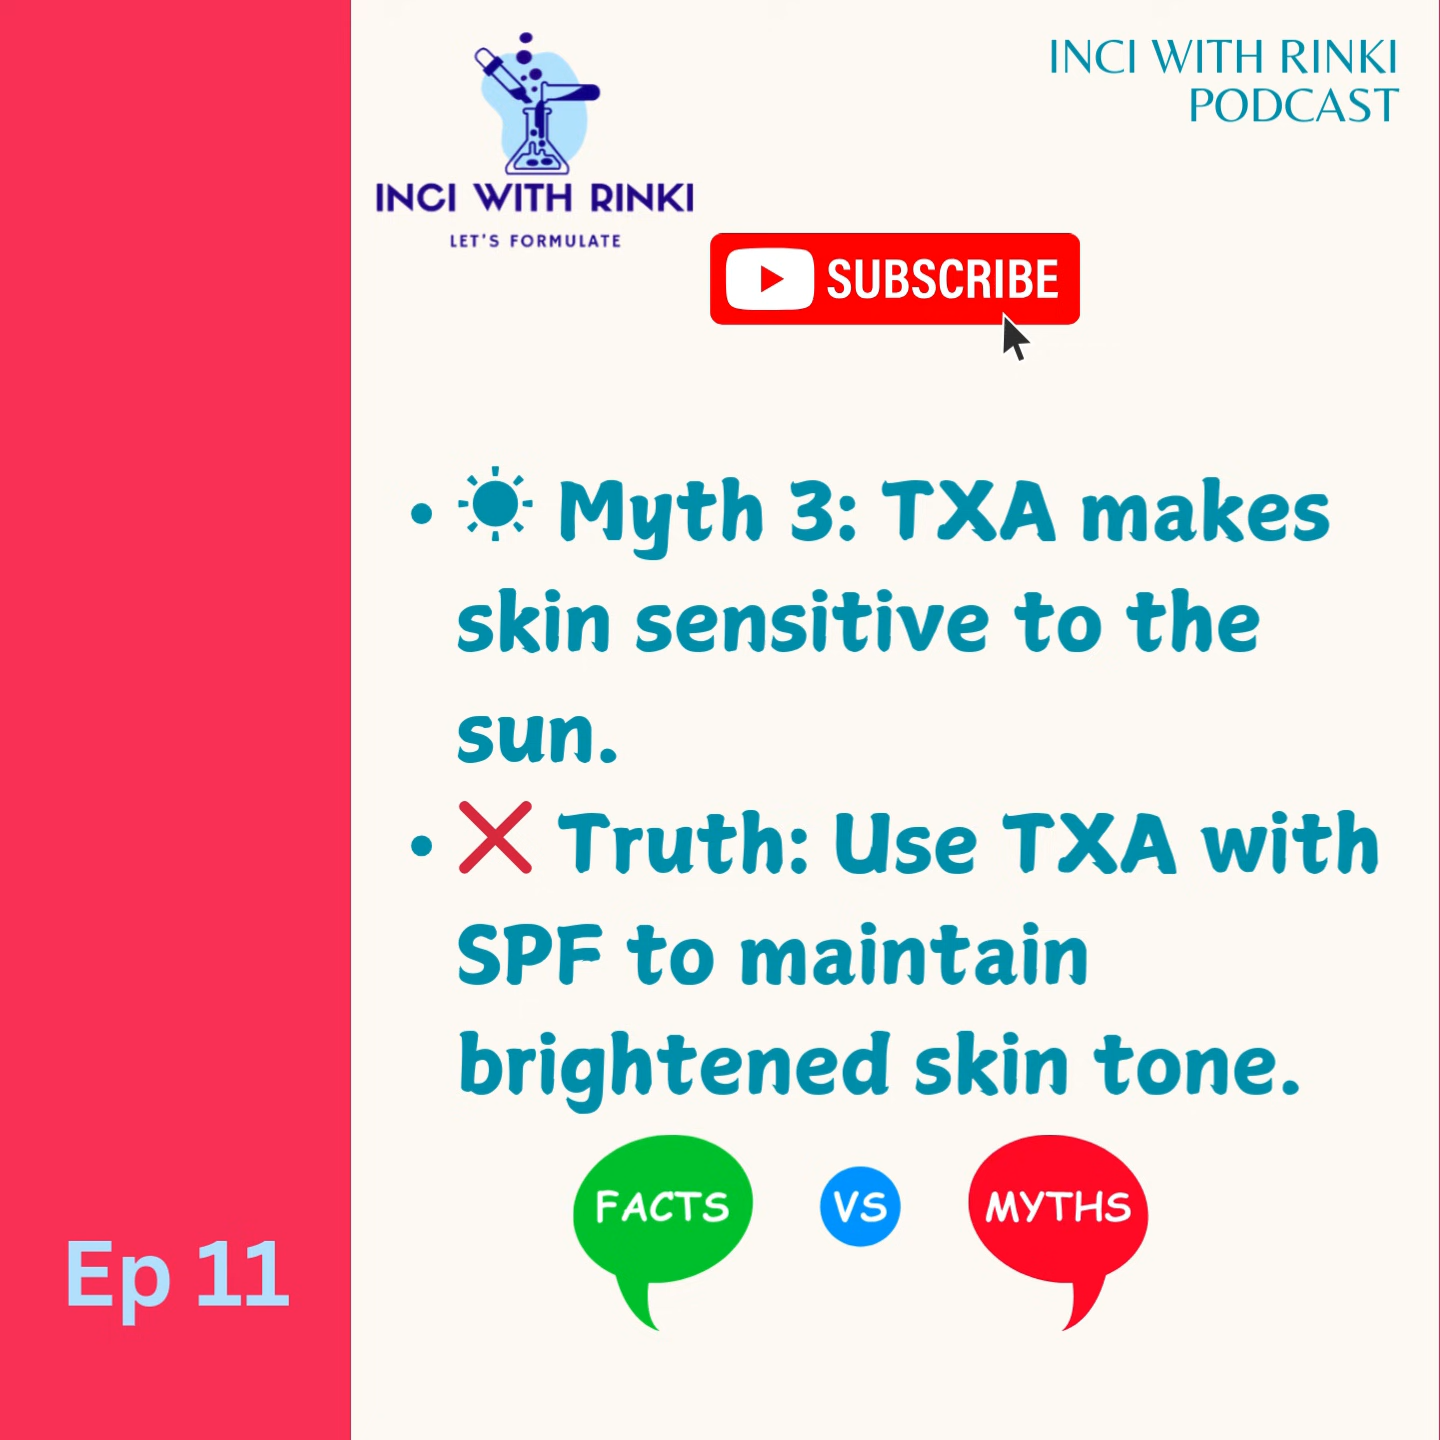 INCI WITH RINKI
LET'S FORMULATE
INCI WITH RINKI
PODCAST
SUBSCRIBE
• ☀ Myth 3: TXA makes
skin sensitive to the
sun.
• ❌ Truth: Use TXA with
SPF to maintain
brightened skin tone.
FACTS VS MYTHS
Ep 11